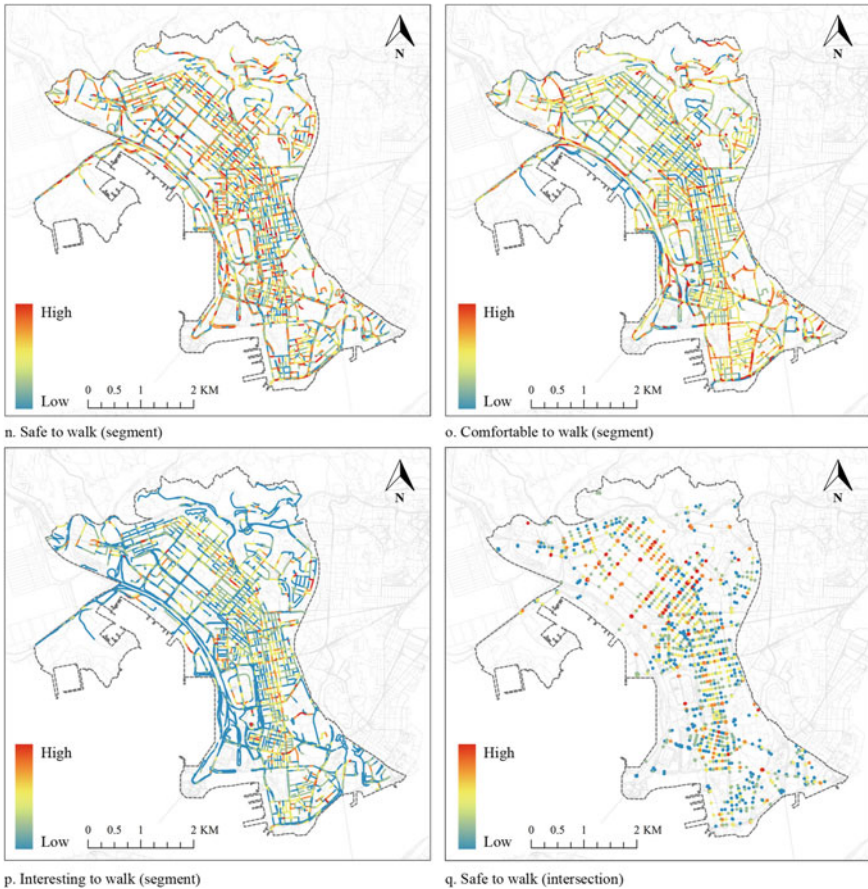 N
N
High
Low
0 0.5 1 2 KM
High
Low
0 0.5 1 2 KM
n. Safe to walk (segment)
o. Comfortable to walk (segment)
N
N
High
Low
0 0.5 1 2 KM
High
Low
0 0.5 1 2 KM
p. Interesting to walk (segment)
q. Safe to walk (intersection)